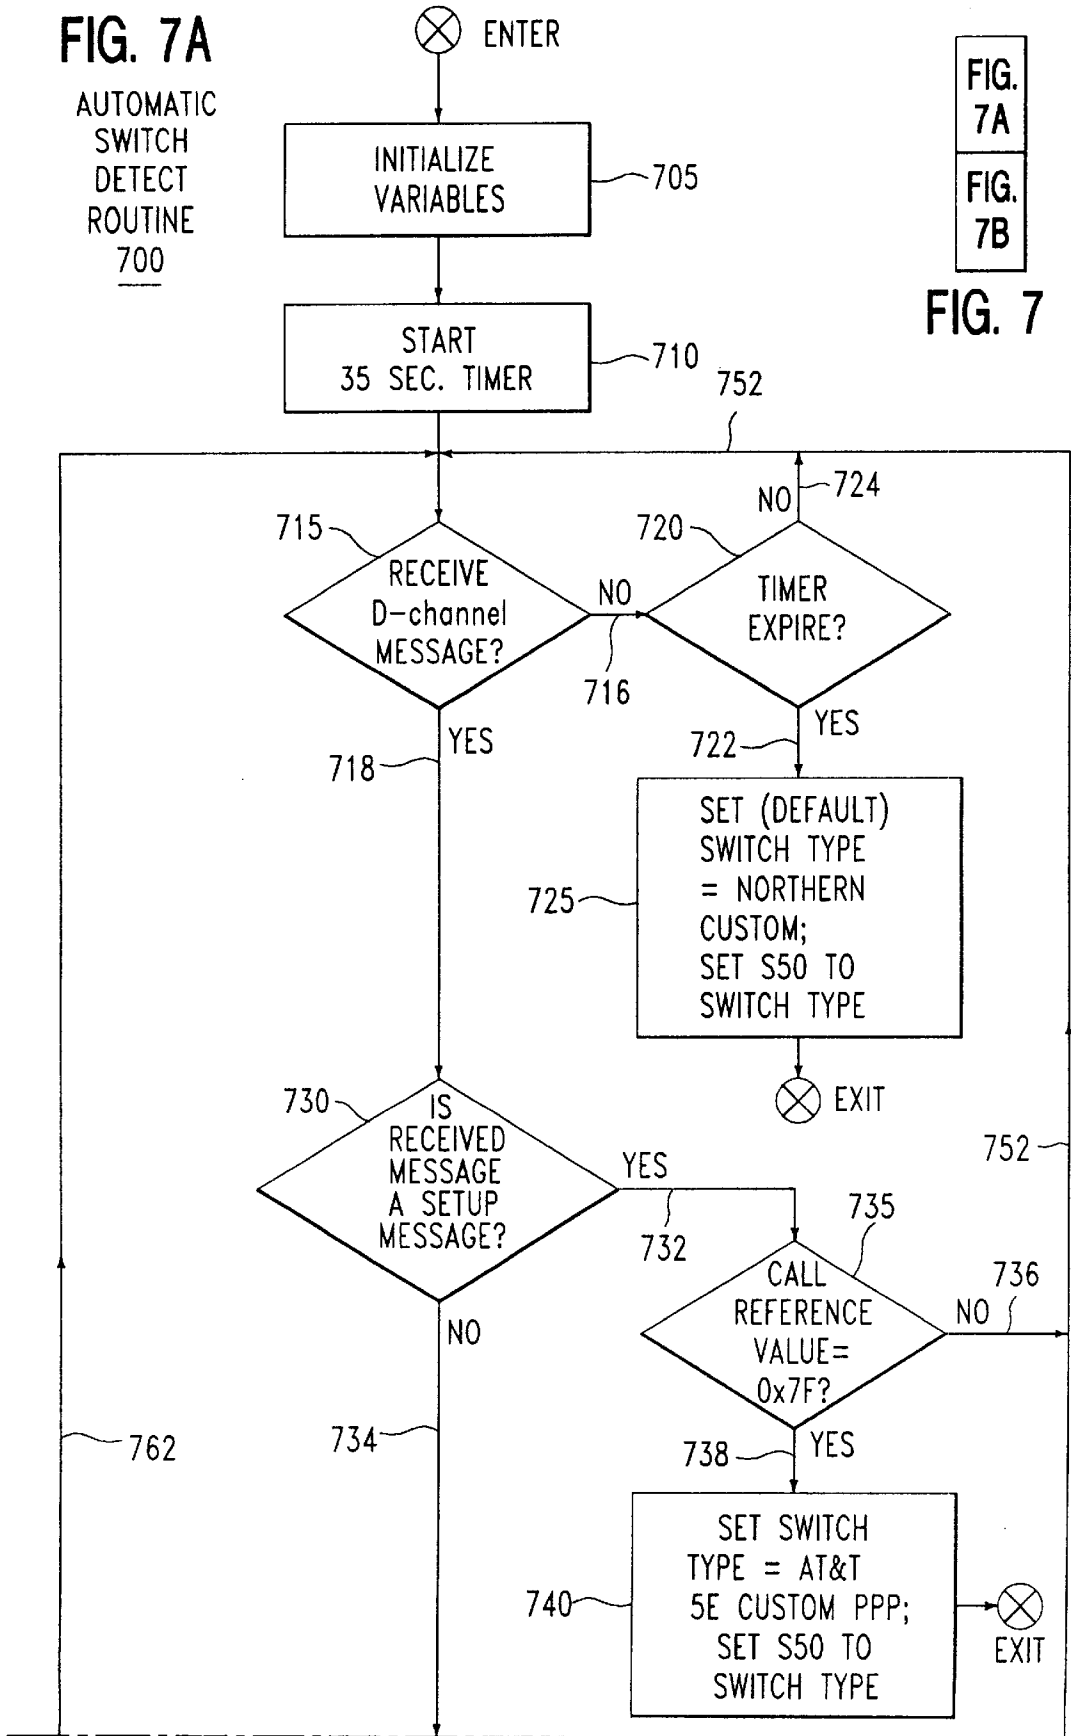 FIG. 7A
AUTOMATIC
SWITCH
DETECT
ROUTINE
700
ENTER
FIG.
7A
FIG.
7B
FIG. 7
INITIALIZE
VARIABLES
705
START
35 SEC. TIMER
710
752
724
NO
715
RECEIVE
D-channel
MESSAGE?
NO
716
720
TIMER
EXPIRE?
YES
718
YES
722
725
SET (DEFAULT)
SWITCH TYPE
= NORTHERN
CUSTOM;
SET S50 TO
SWITCH TYPE
EXIT
730
IS
RECEIVED
MESSAGE
A SETUP
MESSAGE?
YES
732
752
735
CALL
REFERENCE
VALUE=
0x7F?
NO
736
NO
734
762
738
YES
740
SET SWITCH
TYPE = AT&T
5E CUSTOM PPP;
SET S50 TO
SWITCH TYPE
EXIT